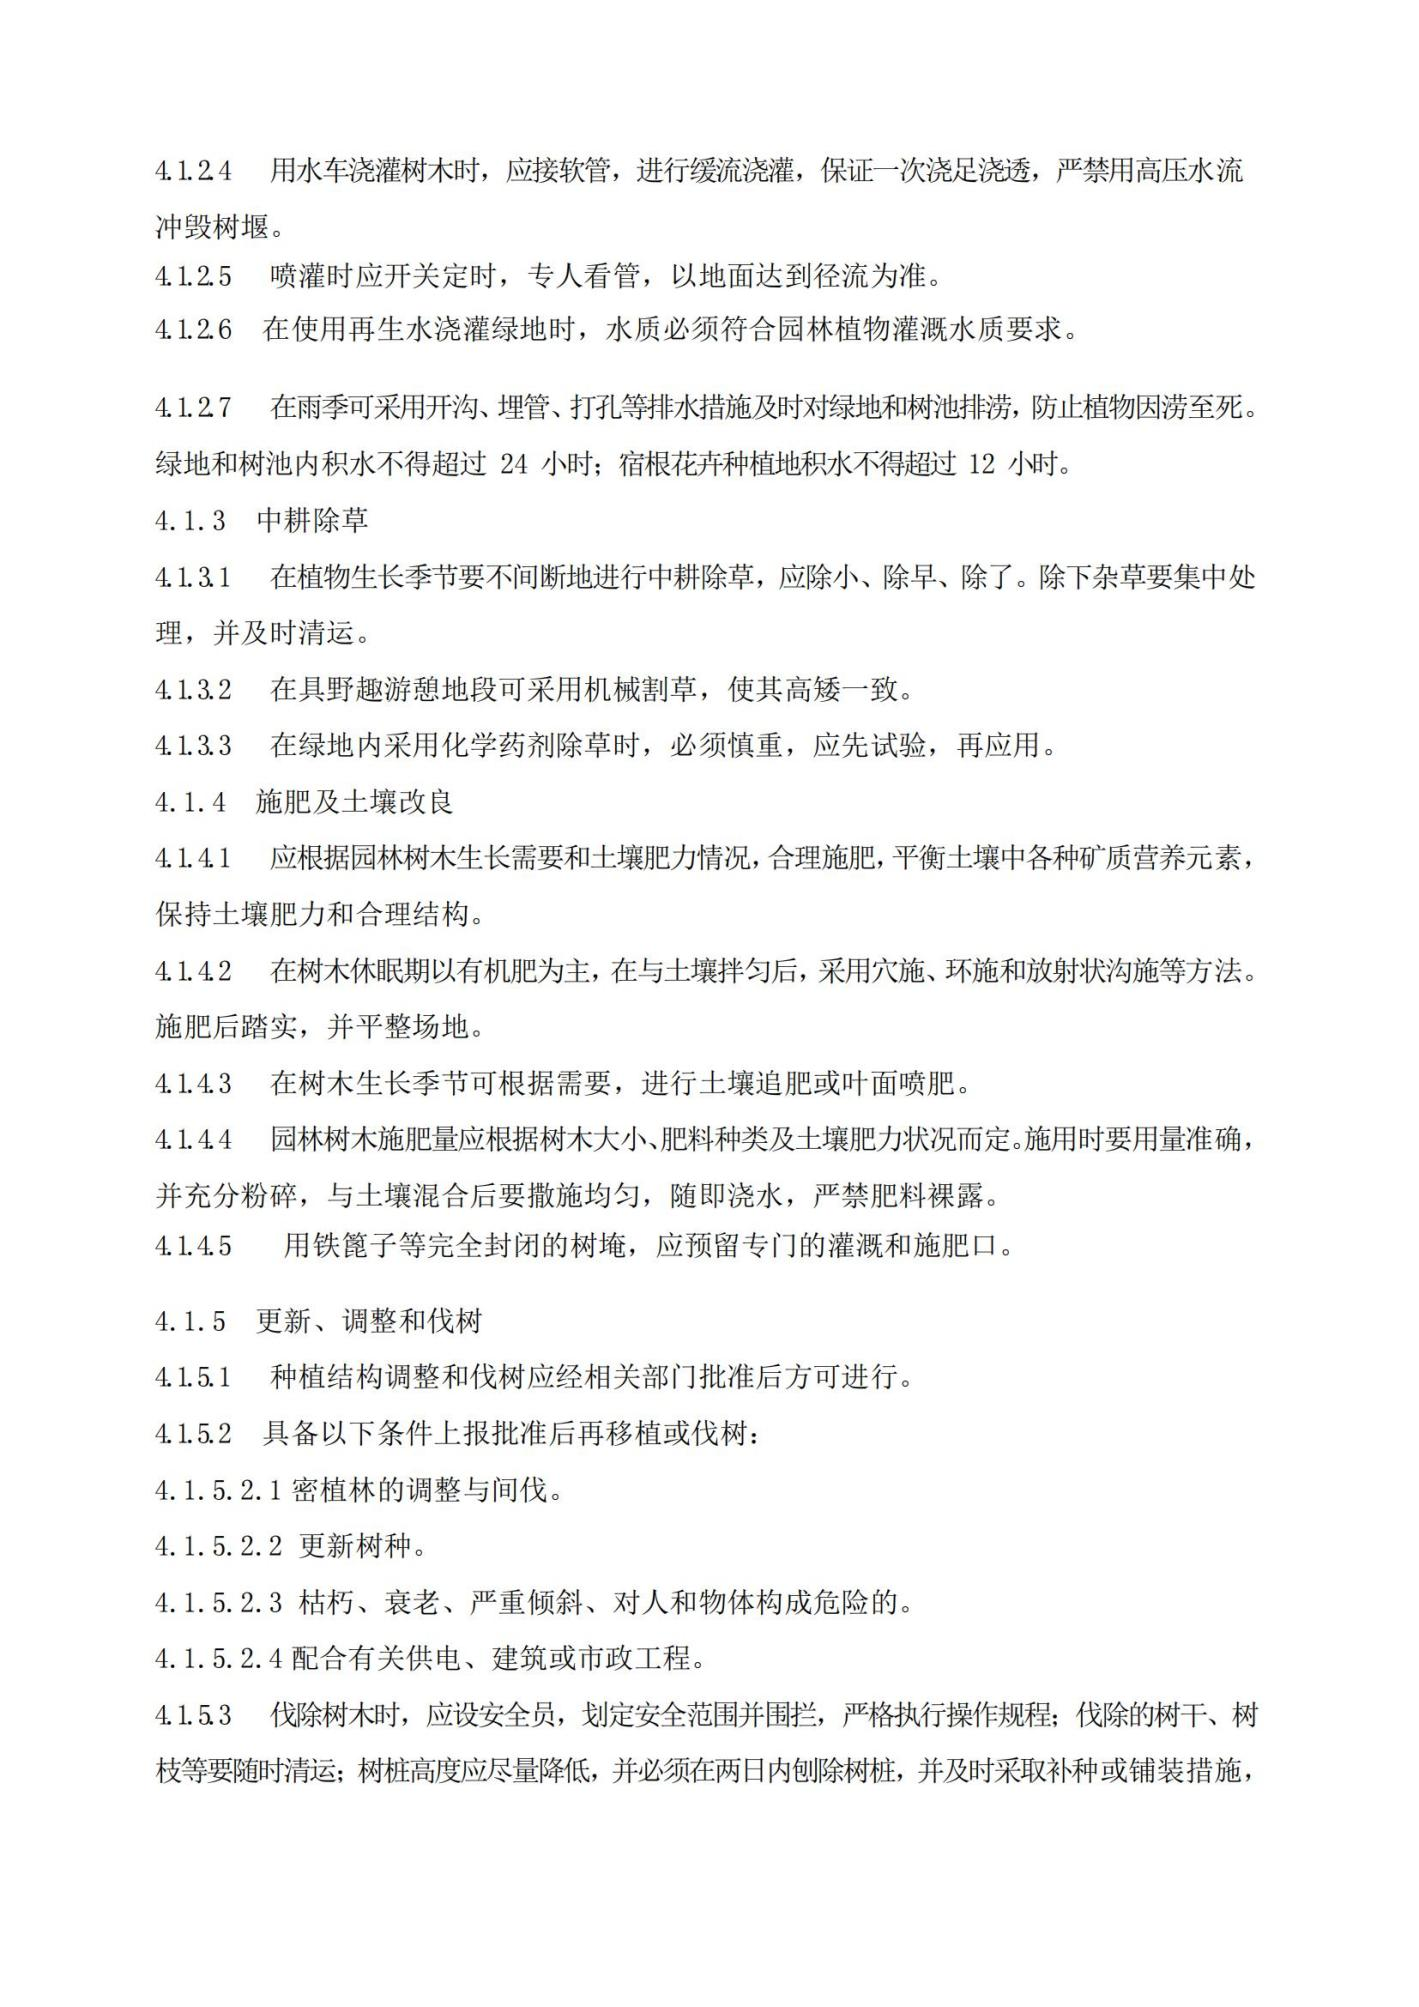 4.1.2.4 用水车浇灌树木时，应接软管，进行缓流浇灌，保证一次浇足浇透，严禁用高压水流
冲毁树堰。
4.1.2.5 喷灌时应开关定时，专人看管，以地面达到径流为准。
4.1.2.6 在使用再生水浇灌绿地时，水质必须符合园林植物灌溉水质要求。
4.1.2.7 在雨季可采用开沟、埋管、打孔等排水措施及时对绿地和树池排涝，防止植物因涝至死。
绿地和树池内积水不得超过 24 小时；宿根花卉种植地积水不得超过 12 小时。
4.1.3 中耕除草
4.1.3.1 在植物生长季节要不间断地进行中耕除草，应除小、除早、除了。除下杂草要集中处
理，并及时清运。
4.1.3.2 在具野趣游憩地段可采用机械割草，使其高矮一致。
4.1.3.3 在绿地内采用化学药剂除草时，必须慎重，应先试验，再应用。
4.1.4 施肥及土壤改良
4.1.4.1 应根据园林树木生长需要和土壤肥力情况，合理施肥，平衡土壤中各种矿质营养元素，
保持土壤肥力和合理结构。
4.1.4.2 在树木休眠期以有机肥为主，在与土壤拌匀后，采用穴施、环施和放射状沟施等方法。
施肥后踏实，并平整场地。
4.1.4.3 在树木生长季节可根据需要，进行土壤追肥或叶面喷肥。
4.1.4.4 园林树木施肥量应根据树木大小、肥料种类及土壤肥力状况而定。施用时要用量准确，
并充分粉碎，与土壤混合后要撒施均匀，随即浇水，严禁肥料裸露。
4.1.4.5 用铁篦子等完全封闭的树埯，应预留专门的灌溉和施肥口。
4.1.5 更新、调整和伐树
4.1.5.1 种植结构调整和伐树应经相关部门批准后方可进行。
4.1.5.2 具备以下条件上报批准后再移植或伐树：
4.1.5.2.1 密植林的调整与间伐。
4.1.5.2.2 更新树种。
4.1.5.2.3 枯朽、衰老、严重倾斜、对人和物体构成危险的。
4.1.5.2.4 配合有关供电、建筑或市政工程。
4.1.5.3 伐除树木时，应设安全员，划定安全范围并围拦，严格执行操作规程；伐除的树干、树
枝等要随时清运；树桩高度应尽量降低，并必须在两日内刨除树桩，并及时采取补种或铺装措施，